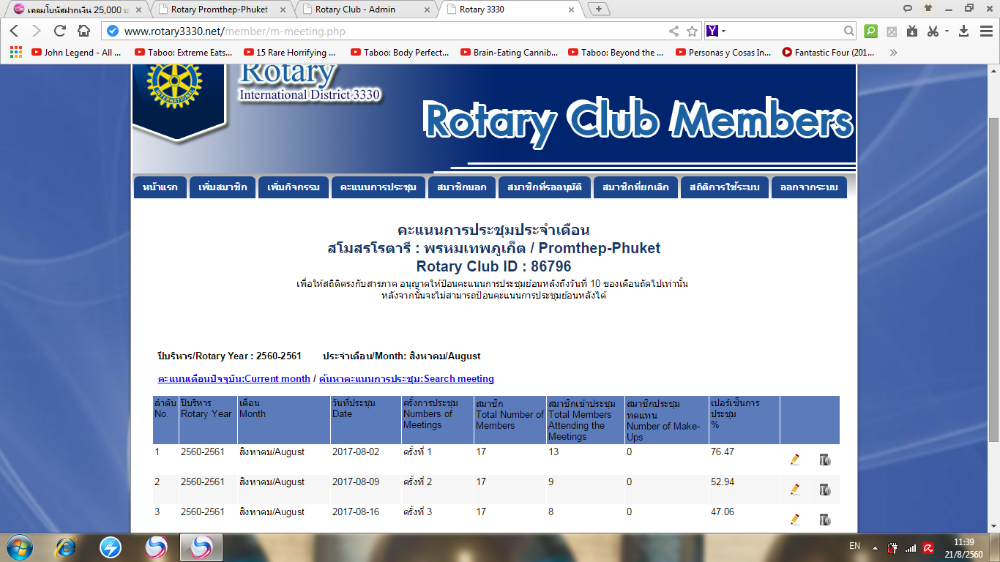 เคลมโบนัสฝากเงิน 25,000 บ
Rotary Promthep-Phuket
Rotary Club - Admin
Rotary 3330
www.rotary3330.net/member/m-meeting.php
John Legend - All ...
Taboo: Extreme Eats...
15 Rare Horrifying ...
Taboo: Body Perfect...
Brain-Eating Cannib...
Taboo: Beyond the ...
Personas y Cosas In...
Fantastic Four (201...
Rotary
International District 3330
INTERNATIONAL
Rotary Club Members
หน้าแรก
เพิ่มสมาชิก
เพิ่มกิจกรรม
คะแนนการประชุม
สมาชิกนอก
สมาชิกที่รออนุมัติ
สมาชิกที่ยกเลิก
สถิติการใช้ระบบ
ออกจากระบบ
คะแนนการประชุมประจำเดือน
สโมสรโรตารี : พรหมเทพภูเก็ต / Promthep-Phuket
Rotary Club ID : 86796
เพื่อให้สถิติตรงกับสารภาค อนุญาตให้ป้อนคะแนนการประชุมย้อนหลังถึงวันที่ 10 ของเดือนถัดไปเท่านั้น
หลังจากนั้นจะไม่สามารถป้อนคะแนนการประชุมย้อนหลังได้
ปีบริหาร/Rotary Year : 2560-2561 ประจำเดือน/Month: สิงหาคม/August
คะแนนเดือนปัจจุบัน:Current month / ค้นหาคะแนนการประชุม:Search meeting
ลำดับ No. ปีบริหาร Rotary Year เดือน Month วันที่ประชุม Date ครั้งการประชุม Numbers of Meetings สมาชิก Total Number of Members สมาชิกเข้าประชุม Total Members Attending the Meetings สมาชิกประชุมทดแทน Number of Make-Ups เปอร์เซ็นการประชุม %
1 2560-2561 สิงหาคม/August 2017-08-02 ครั้งที่ 1 17 13 0 76.47
2 2560-2561 สิงหาคม/August 2017-08-09 ครั้งที่ 2 17 9 0 52.94
3 2560-2561 สิงหาคม/August 2017-08-16 ครั้งที่ 3 17 8 0 47.06
EN
11:39
21/8/2560